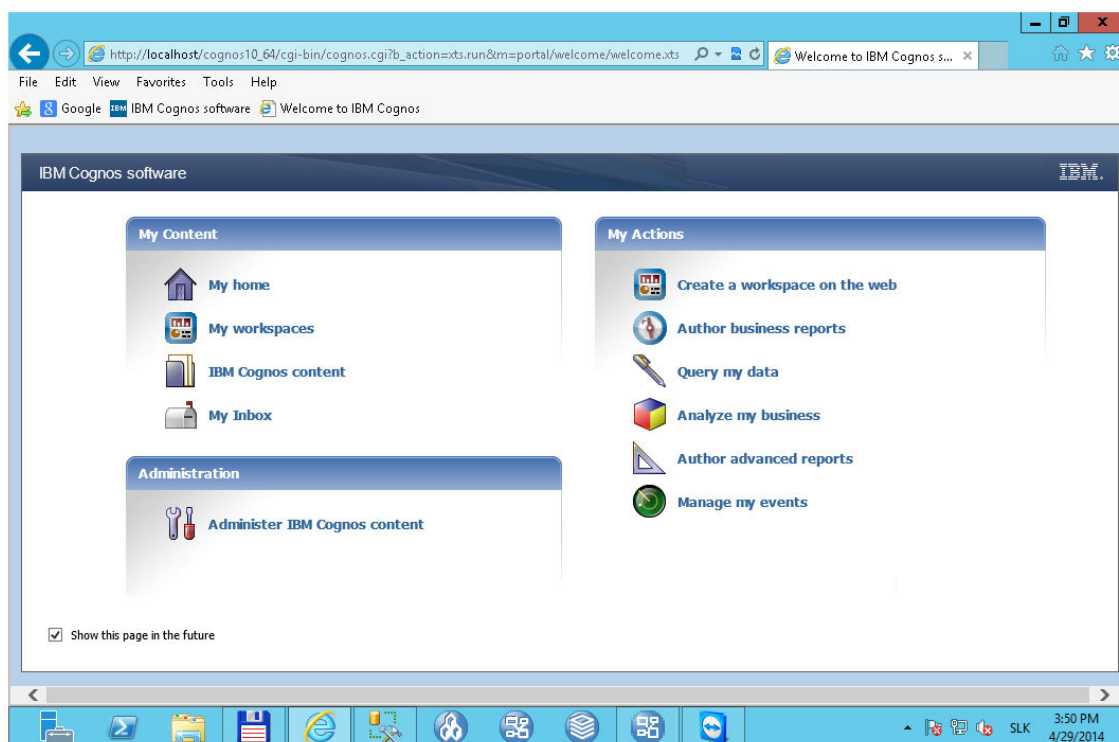 http://localhost/cognos10_64/cgi-bin/cognos.cgi?b_action=xts.run&m=portal/welcome/welcome.xts
Welcome to IBM Cognos s...
File Edit View Favorites Tools Help
Google IBM IBM Cognos software Welcome to IBM Cognos
IBM Cognos software IBM.
My Content
My home
My workspaces
IBM Cognos content
My Inbox
Administration
Administer IBM Cognos content
My Actions
Create a workspace on the web
Author business reports
Query my data
Analyze my business
Author advanced reports
Manage my events
Show this page in the future
SLK
3:50 PM
4/29/2014